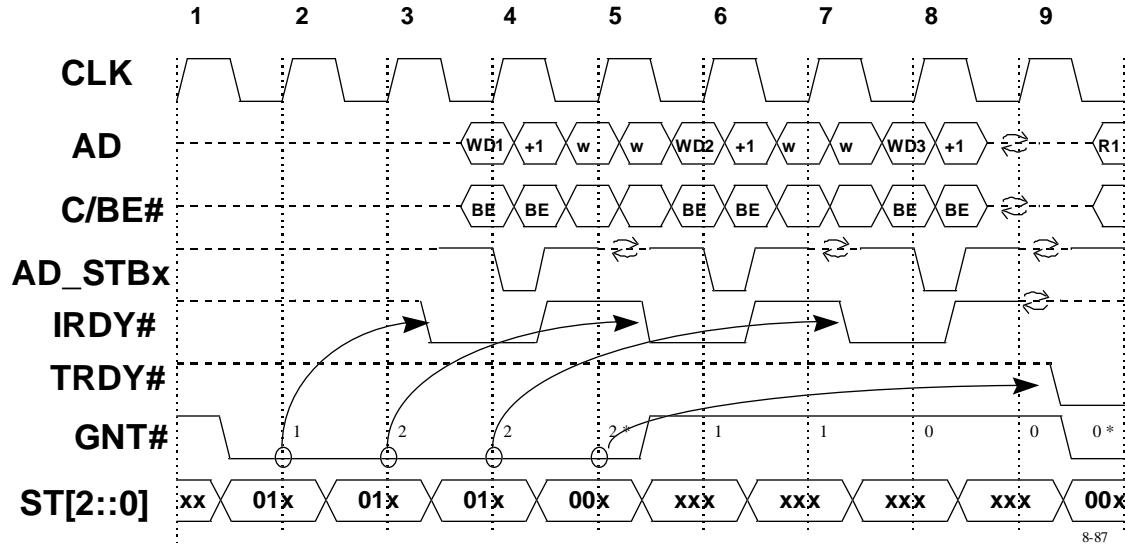 1 2 3 4 5 6 7 8 9
CLK
AD WD1 +1 w w WD2 +1 w w WD3 +1 R1
C/BE# BE BE BE BE BE BE
AD_STBx
IRDY#
TRDY#
GNT# 1 2 2 2 * 1 1 0 0 0 *
ST[2::0] xx 01x 01x 01x 00x xxx xxx xxx xxx 00x
8-87